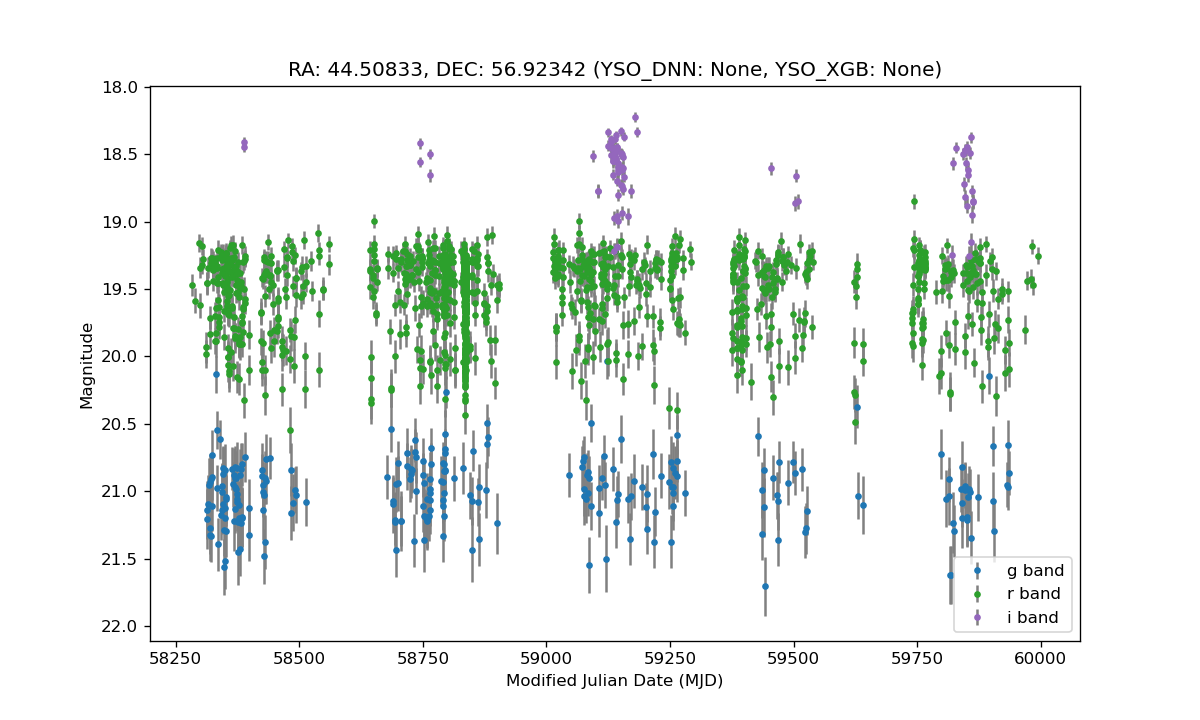 RA: 44.50833, DEC: 56.92342 (YSO_DNN: None, YSO_XGB: None)
18.0
18.5
19.0
19.5
20.0
20.5
21.0
21.5
22.0
Magnitude
g band
r band
i band
58250 58500 58750 59000 59250 59500 59750 60000
Modified Julian Date (MJD)